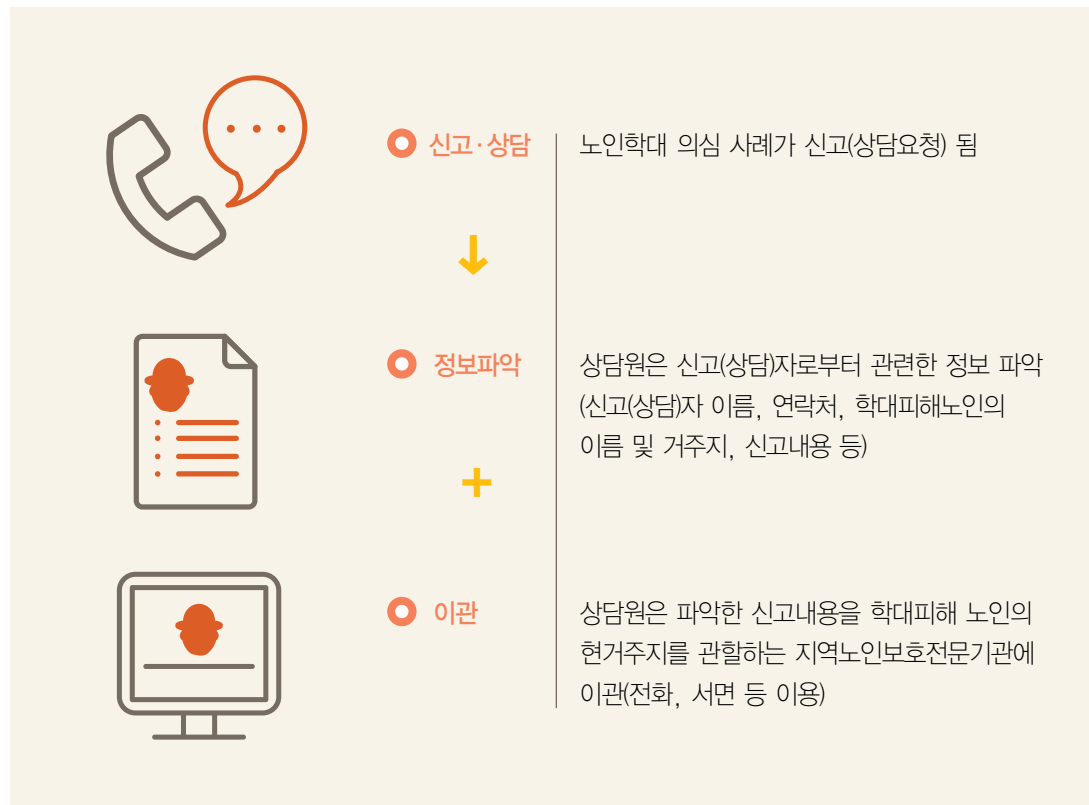 신고·상담
노인학대 의심 사례가 신고(상담요청) 됨
정보파악
상담원은 신고(상담)자로부터 관련한 정보 파악
(신고(상담)자 이름, 연락처, 학대피해노인의
이름 및 거주지, 신고내용 등)
이관
상담원은 파악한 신고내용을 학대피해 노인의
현거주지를 관할하는 지역노인보호전문기관에
이관(전화, 서면 등 이용)